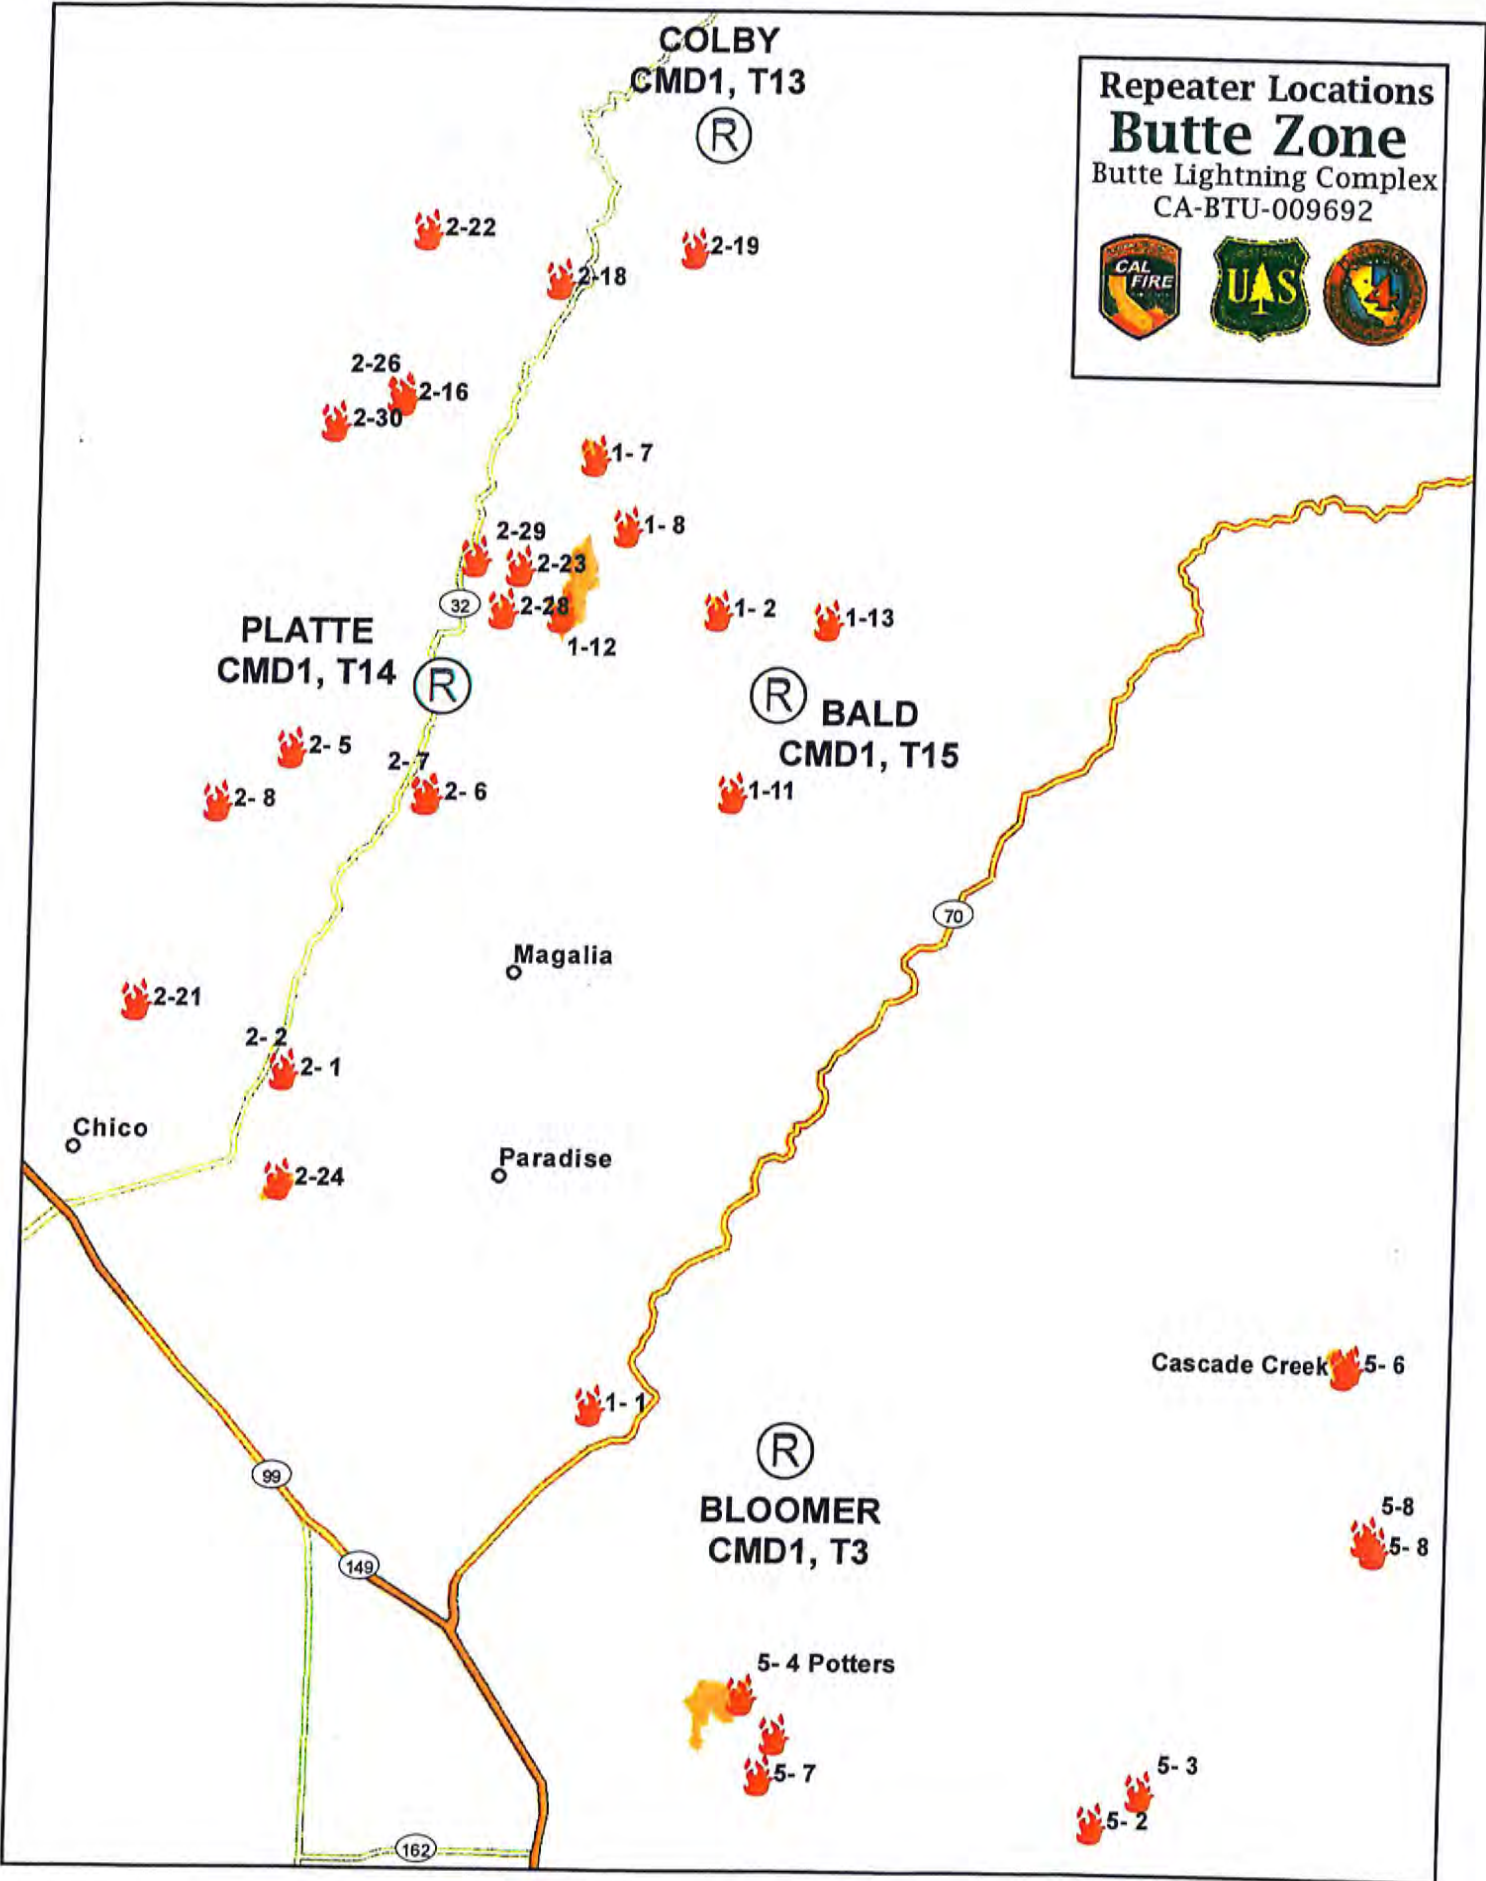 COLBY
CMD1, T13
R
Repeater Locations
Butte Zone
Butte Lightning Complex
CA-BTU-009692
CAL
FIRE
UAS
4
2-22
2-19
2-18
2-26
2-16
2-30
1- 7
1- 8
2-29
2-23
32
2-28
1-12
1- 2
1-13
PLATTE
CMD1, T14
R
R
BALD
CMD1, T15
2- 5
2- 7
2- 8
2- 6
1-11
70
Magalia
2-21
2- 2
2- 1
Chico
Paradise
2-24
Cascade Creek
5- 6
1- 1
R
99
BLOOMER
CMD1, T3
5-8
5- 8
149
5- 4 Potters
5- 7
5- 3
5- 2
162